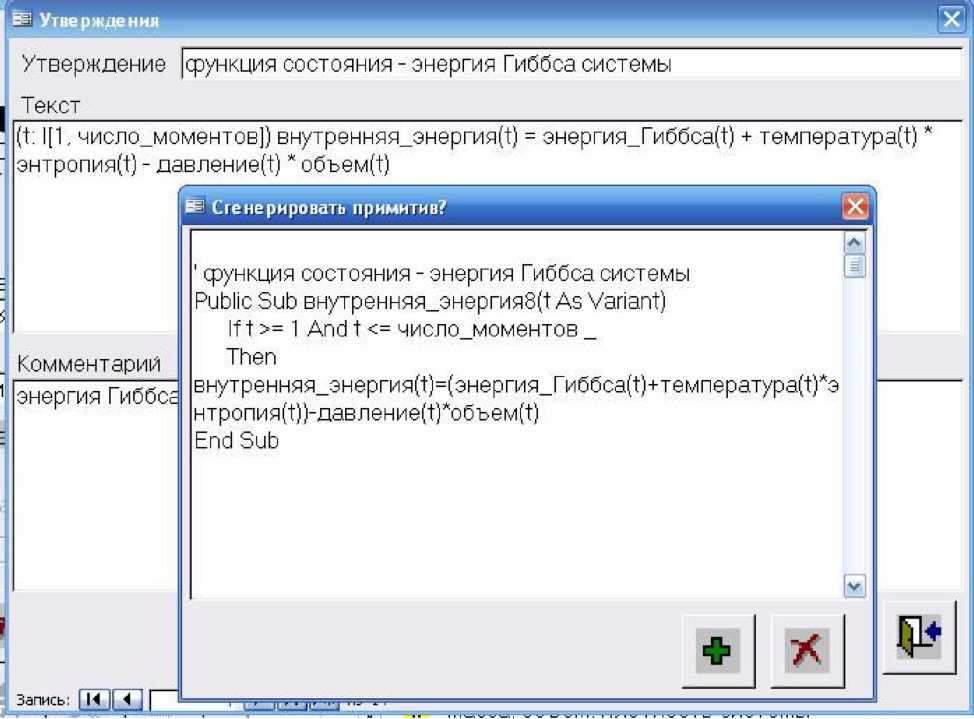 Утверждения
Утверждение функция состояния - энергия Гиббса системы
Текст
(t: I[1, число_моментов]) внутренняя_энергия(t) = энергия_Гиббса(t) + температура(t) *
энтропия(t) - давление(t) * объем(t)
Сгенерировать примитив?
' функция состояния - энергия Гиббса системы
Public Sub внутренняя_энергия8(t As Variant)
If t >= 1 And t <= число_моментов _
Then
внутренняя_энергия(t)=(энергия_Гиббса(t)+температура(t)*э
нтропия(t))-давление(t)*объем(t)
End Sub
Комментарий
энергия Гиббса
Запись: